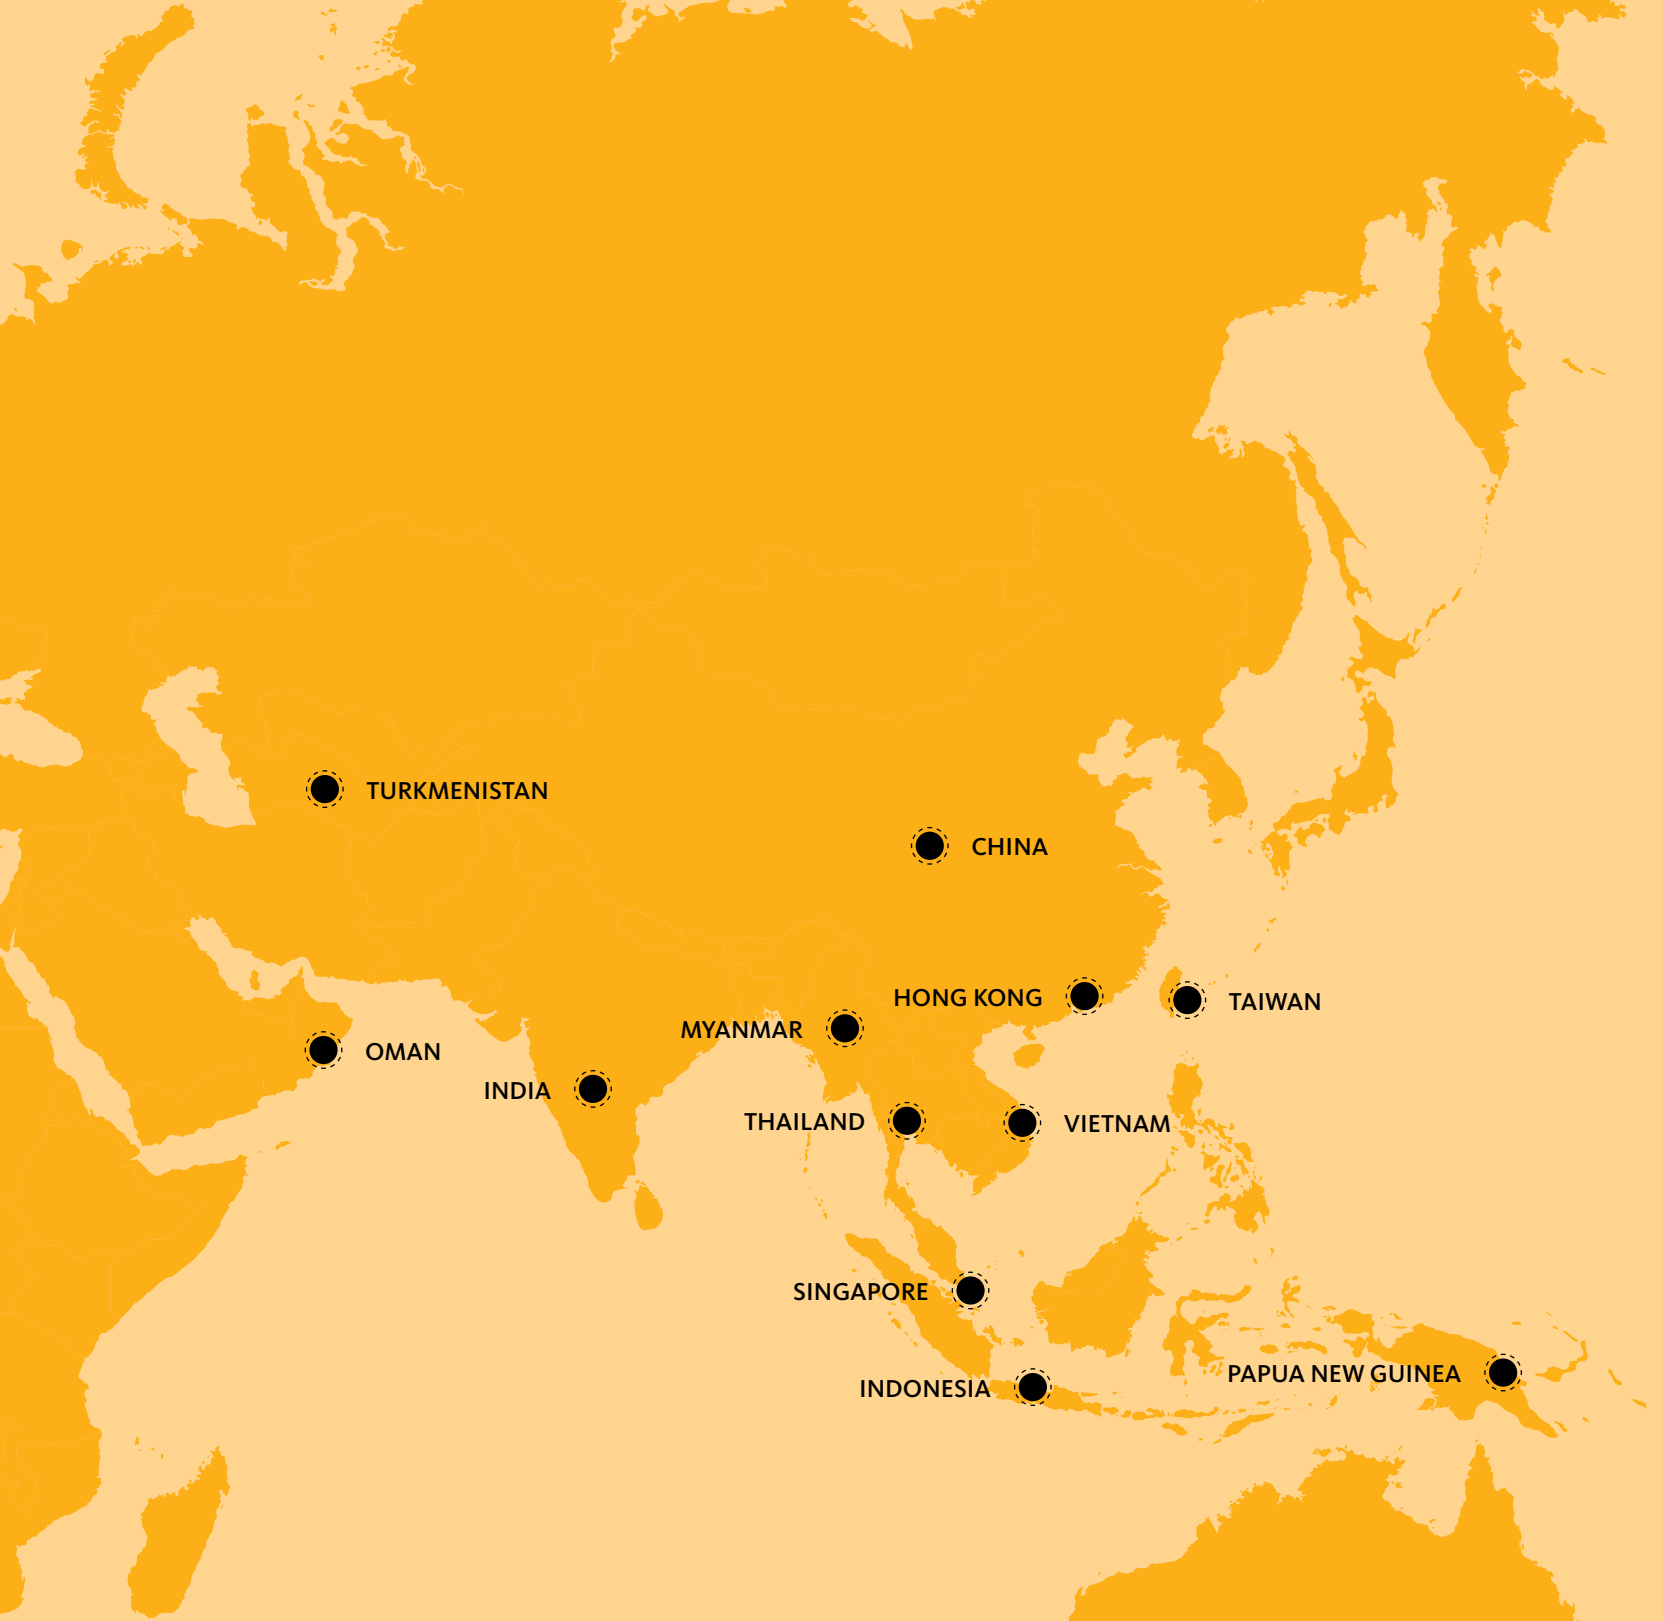 TURKMENISTAN
CHINA
HONG KONG
TAIWAN
MYANMAR
OMAN
INDIA
THAILAND
VIETNAM
SINGAPORE
PAPUA NEW GUINEA
INDONESIA